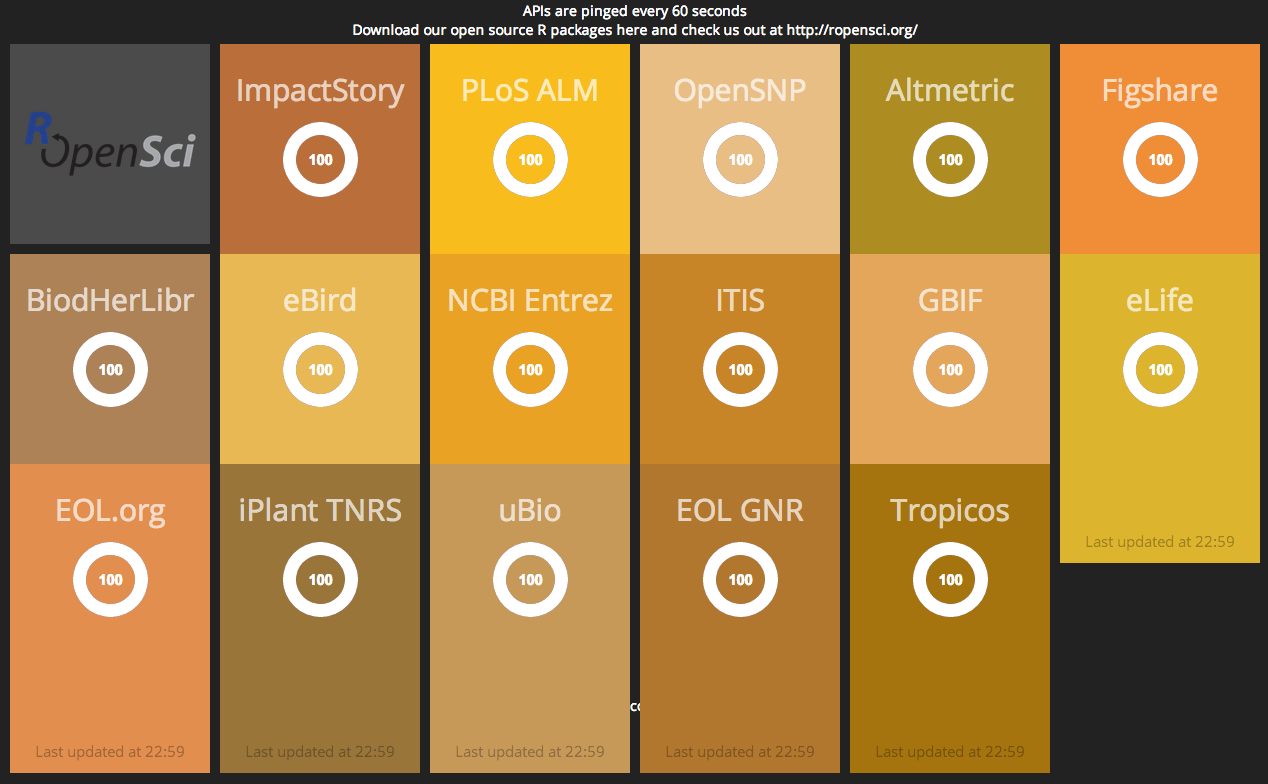 APIs are pinged every 60 seconds
Download our open source R packages here and check us out at http://ropensci.org/
ROpenSci
ImpactStory
100
PLoS ALM
100
OpenSNP
100
Altmetric
100
Figshare
100
BiodHerLibr
100
eBird
100
NCBI Entrez
100
ITIS
100
GBIF
100
eLife
100
Last updated at 22:59
EOL.org
100
Last updated at 22:59
iPlant TNRS
100
Last updated at 22:59
uBio
100
Last updated at 22:59
EOL GNR
100
Last updated at 22:59
Tropicos
100
Last updated at 22:59